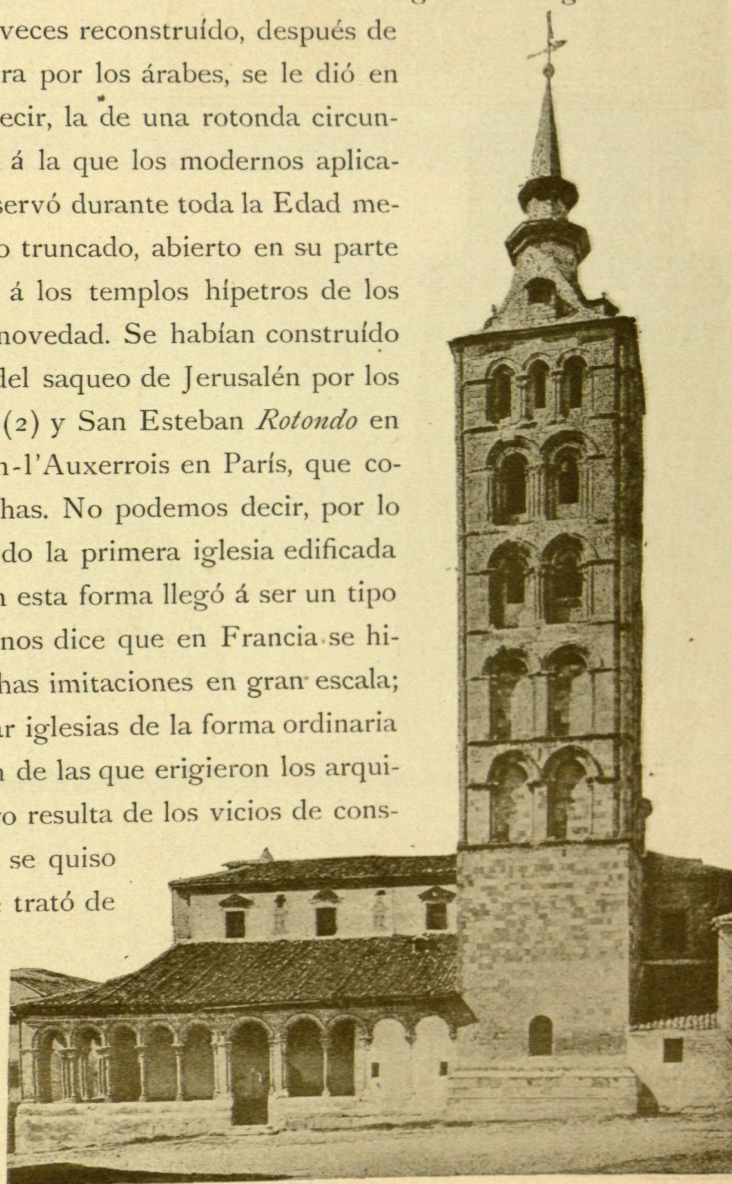 veces reconstruído, después de
ra por los árabes, se le dió en
ecir, la de una rotonda circun-
á la que los modernos aplica-
servó durante toda la Edad me-
o truncado, abierto en su parte
á los templos hípetros de los
novedad. Se habían construído
del saqueo de Jerusalén por los
(2) y San Esteban Rotondo en
n-l'Auxerrois en París, que co-
has. No podemos decir, por lo
do la primera iglesia edificada
n esta forma llegó á ser un tipo
nos dice que en Francia se hi-
has imitaciones en gran escala;
ar iglesias de la forma ordinaria
n de las que erigieron los arqui-
ro resulta de los vicios de cons-
se quiso
trató de